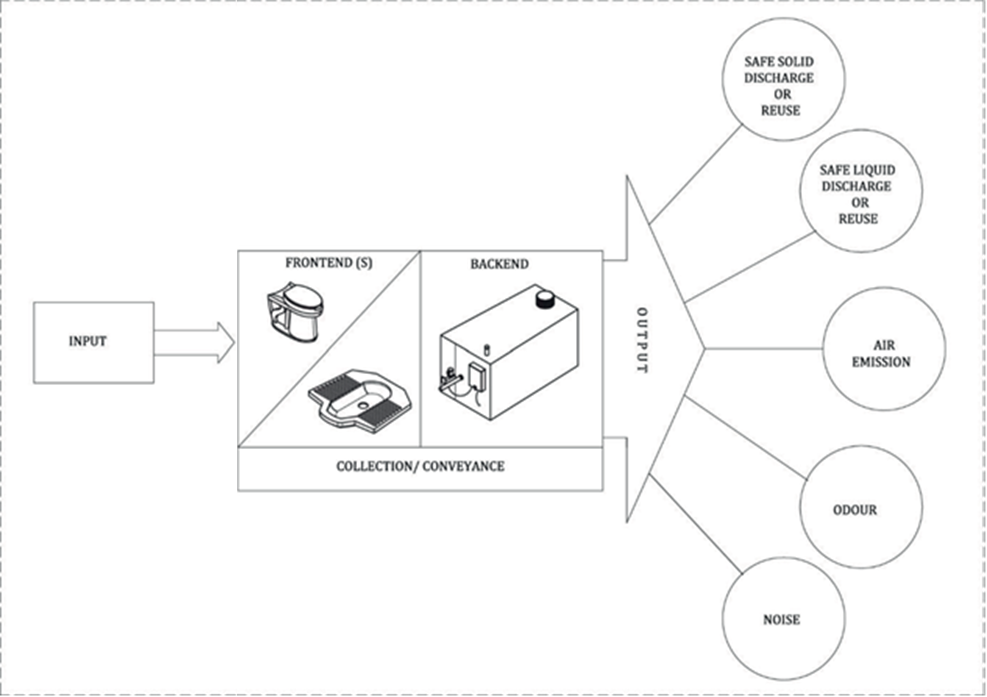 INPUT
FRONTEND (S)
BACKEND
COLLECTION/ CONVEYANCE
OUTPUT
SAFE SOLID
DISCHARGE
OR
REUSE
SAFE LIQUID
DISCHARGE
OR
REUSE
AIR
EMISSION
ODOUR
NOISE